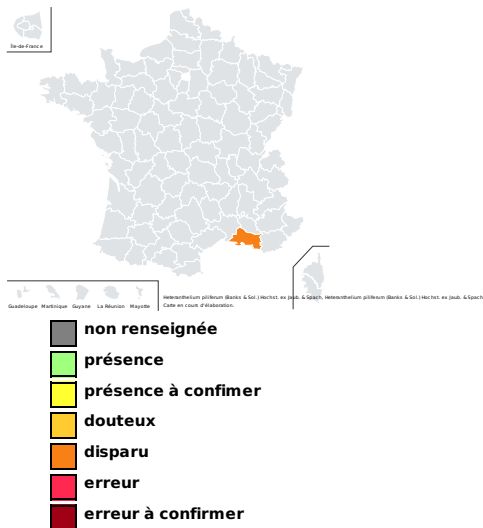 Île-de-France
Guadeloupe Martinique Guyane La Réunion Mayotte
Heteranthelium piliferum (Banks & Sol.) Hochst. ex Jaub. & Spach, Heteranthelium piliferum (Banks & Sol.) Hochst. ex Jaub. & Spach
Carte en cours d'élaboration.
non renseignée
présence
présence à confimer
douteux
disparu
erreur
erreur à confirmer